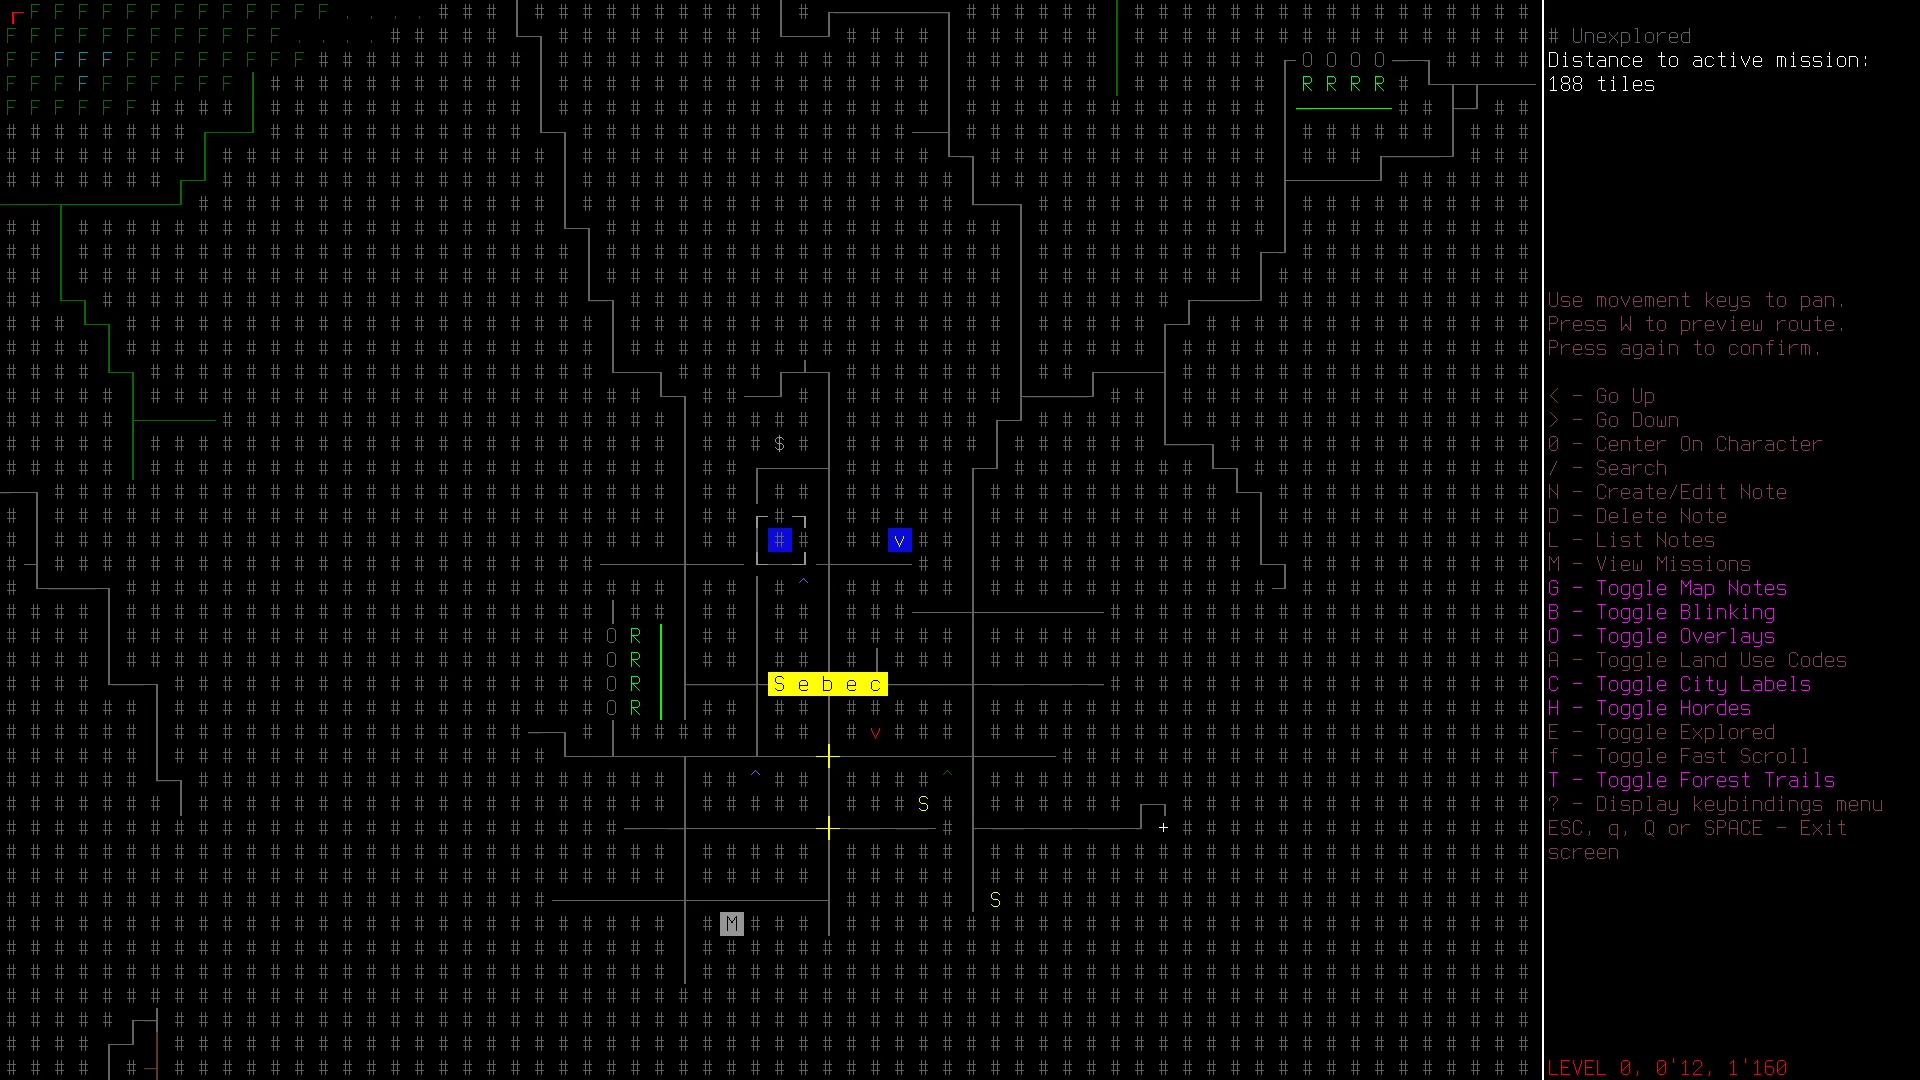 # Unexplored
Distance to active mission:
188 tiles
Use movement keys to pan.
Press W to preview route.
Press again to confirm.
< - Go Up
> - Go Down
0 - Center On Character
/ - Search
N - Create/Edit Note
D - Delete Note
L - List Notes
M - View Missions
G - Toggle Map Notes
B - Toggle Blinking
O - Toggle Overlays
A - Toggle Land Use Codes
C - Toggle City Labels
H - Toggle Hordes
E - Toggle Explored
f - Toggle Fast Scroll
T - Toggle Forest Trails
? - Display keybindings menu
ESC, q, Q or SPACE - Exit
screen
LEVEL 0, 0'12, 1'160
O O O O
R R R R
$
v
O R
O R
O R
O R
Sebec
v
S
S
M